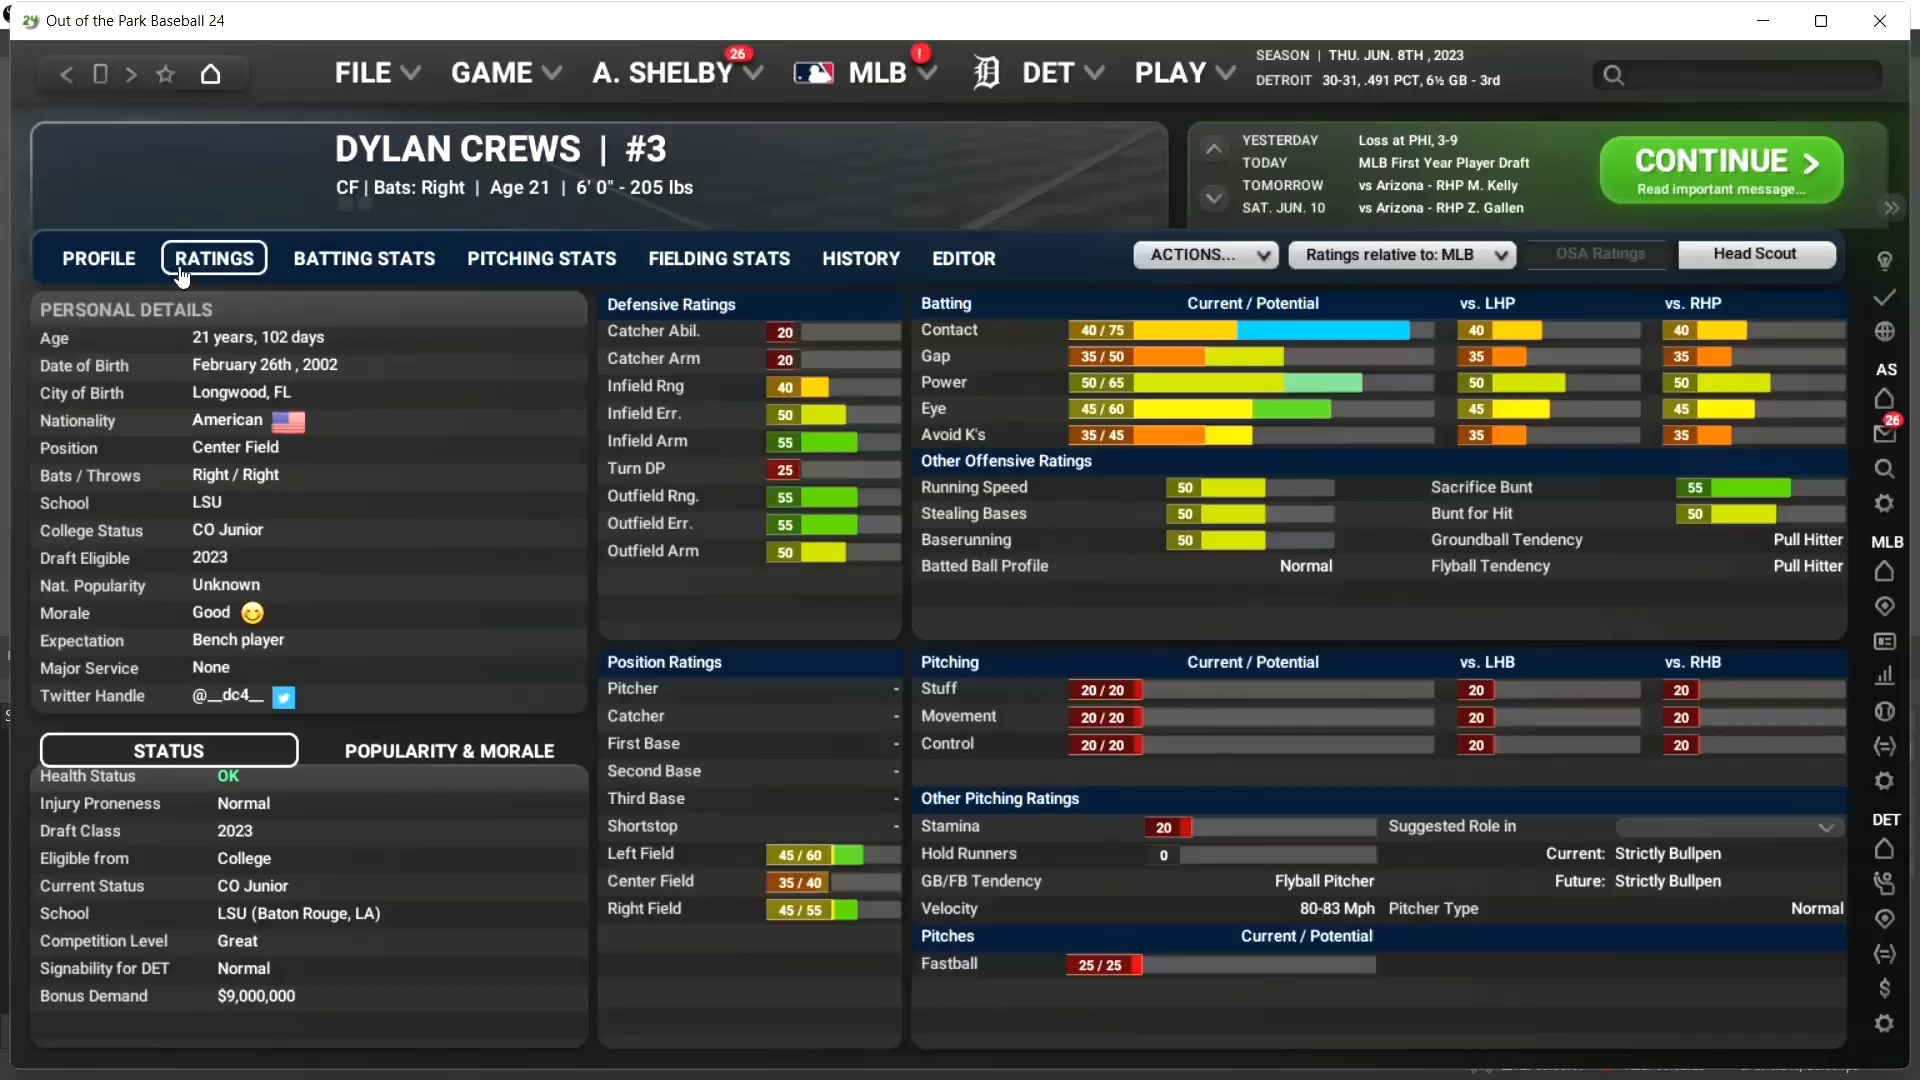 Out of the Park Baseball 24
FILE
GAME
A. SHELBY
26
MLB
!
DET
PLAY
SEASON | THU. JUN. 8TH , 2023
DETROIT 30-31, .491 PCT, 6½ GB - 3rd
DYLAN CREWS | #3
CF | Bats: Right | Age 21 | 6' 0" - 205 lbs
YESTERDAY Loss at PHI, 3-9
TODAY MLB First Year Player Draft
TOMORROW vs Arizona - RHP M. Kelly
SAT. JUN. 10 vs Arizona - RHP Z. Gallen
CONTINUE
Read important message...
PROFILE RATINGS BATTING STATS PITCHING STATS FIELDING STATS HISTORY EDITOR
ACTIONS... Ratings relative to: MLB OSA Ratings Head Scout
PERSONAL DETAILS
Age 21 years, 102 days
Date of Birth February 26th , 2002
City of Birth Longwood, FL
Nationality American
Position Center Field
Bats / Throws Right / Right
School LSU
College Status CO Junior
Draft Eligible 2023
Nat. Popularity Unknown
Morale Good
Expectation Bench player
Major Service None
Twitter Handle @__dc4__
STATUS POPULARITY & MORALE
Health Status OK
Injury Proneness Normal
Draft Class 2023
Eligible from College
Current Status CO Junior
School LSU (Baton Rouge, LA)
Competition Level Great
Signability for DET Normal
Bonus Demand $9,000,000
Defensive Ratings
Catcher Abil. 20
Catcher Arm 20
Infield Rng 40
Infield Err. 50
Infield Arm 55
Turn DP 25
Outfield Rng. 55
Outfield Err. 55
Outfield Arm 50
Position Ratings
Pitcher -
Catcher -
First Base -
Second Base -
Third Base -
Shortstop -
Left Field 45 / 60
Center Field 35 / 40
Right Field 45 / 55
Batting Current / Potential vs. LHP vs. RHP
Contact 40 / 75 40 40
Gap 35 / 50 35 35
Power 50 / 65 50 50
Eye 45 / 60 45 45
Avoid K's 35 / 45 35 35
Other Offensive Ratings
Running Speed 50 Sacrifice Bunt 55
Stealing Bases 50 Bunt for Hit 50
Baserunning 50 Groundball Tendency Pull Hitter
Batted Ball Profile Normal Flyball Tendency Pull Hitter
Pitching Current / Potential vs. LHB vs. RHB
Stuff 20 / 20 20 20
Movement 20 / 20 20 20
Control 20 / 20 20 20
Other Pitching Ratings
Stamina 20 Suggested Role in
Hold Runners 0 Current: Strictly Bullpen
GB/FB Tendency Flyball Pitcher Future: Strictly Bullpen
Velocity 80-83 Mph Pitcher Type Normal
Pitches Current / Potential
Fastball 25 / 25
AS
26
MLB
DET